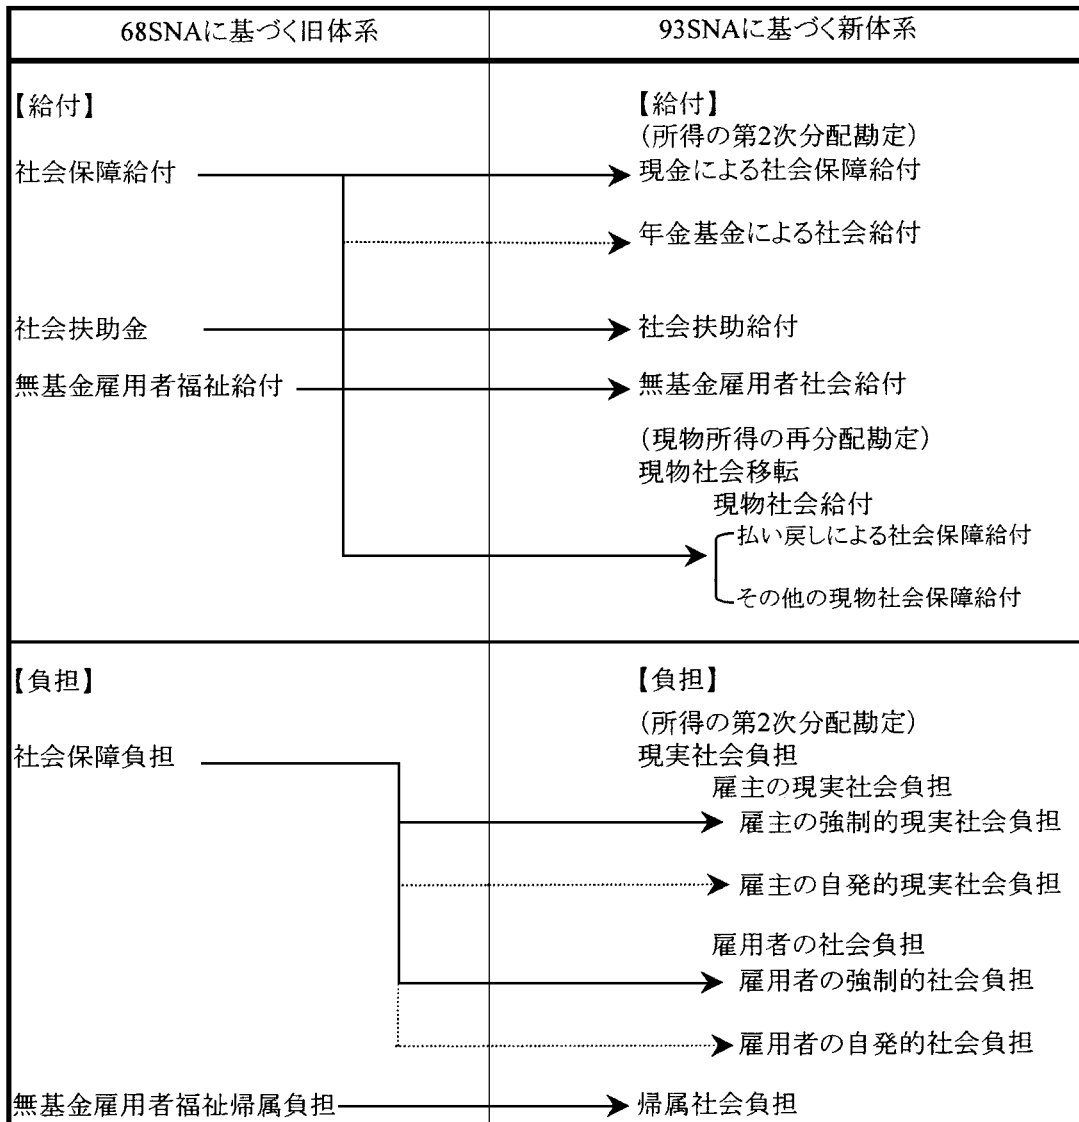 68SNAに基づく旧体系
93SNAに基づく新体系
【給付】
【給付】
(所得の第2次分配勘定)
社会保障給付
現金による社会保障給付
年金基金による社会給付
社会扶助金
社会扶助給付
無基金雇用者福祉給付
無基金雇用者社会給付
(現物所得の再分配勘定)
現物社会移転
現物社会給付
払い戻しによる社会保障給付
その他の現物社会保障給付
【負担】
【負担】
(所得の第2次分配勘定)
社会保障負担
現実社会負担
雇主の現実社会負担
雇主の強制的現実社会負担
雇主の自発的現実社会負担
雇用者の社会負担
雇用者の強制的社会負担
雇用者の自発的社会負担
無基金雇用者福祉帰属負担
帰属社会負担